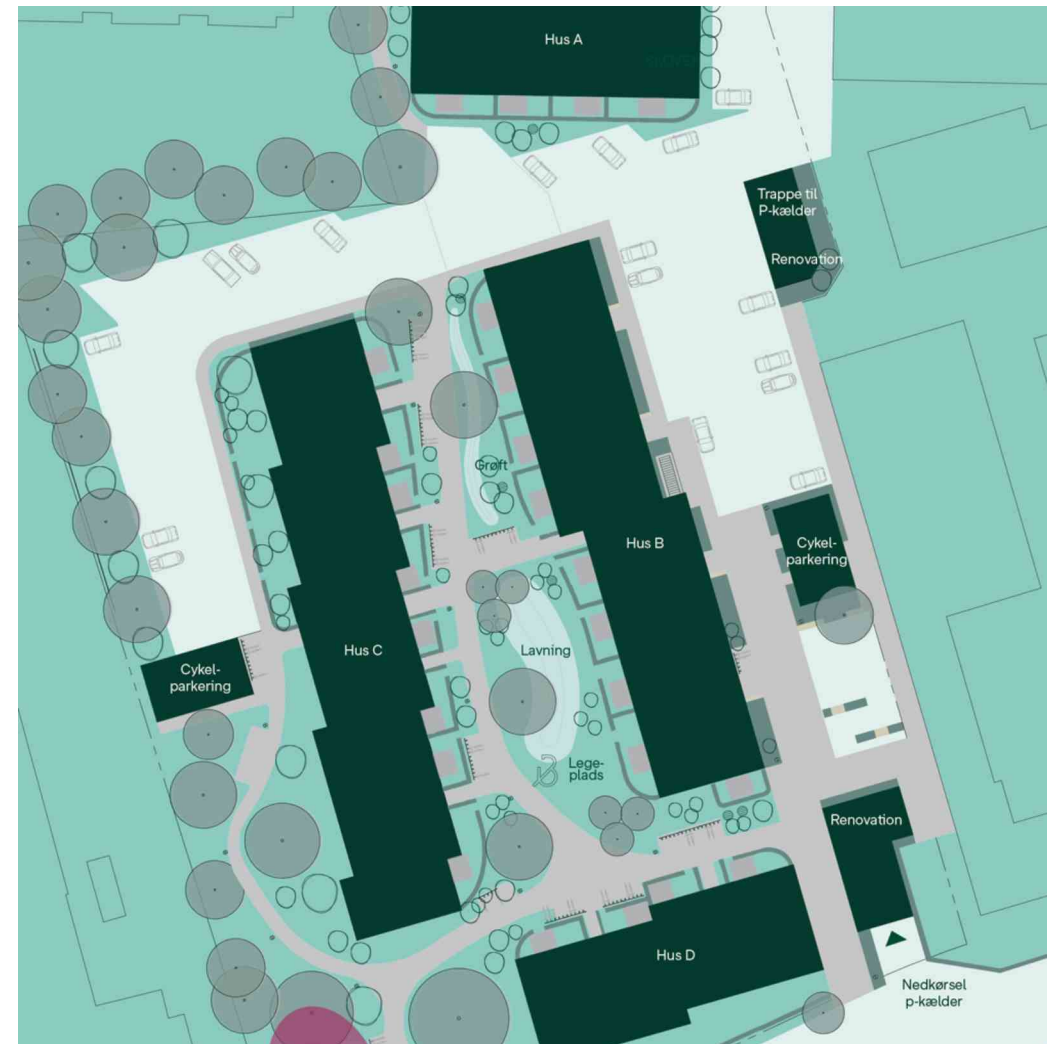 Hus A
Trappe til
P-kælder
Renovation
Grøft
Hus B
Cykel-
parkering
Hus C
Lavning
Cykel-
parkering
Lege-
plads
Renovation
Hus D
Nedkørsel
p-kælder